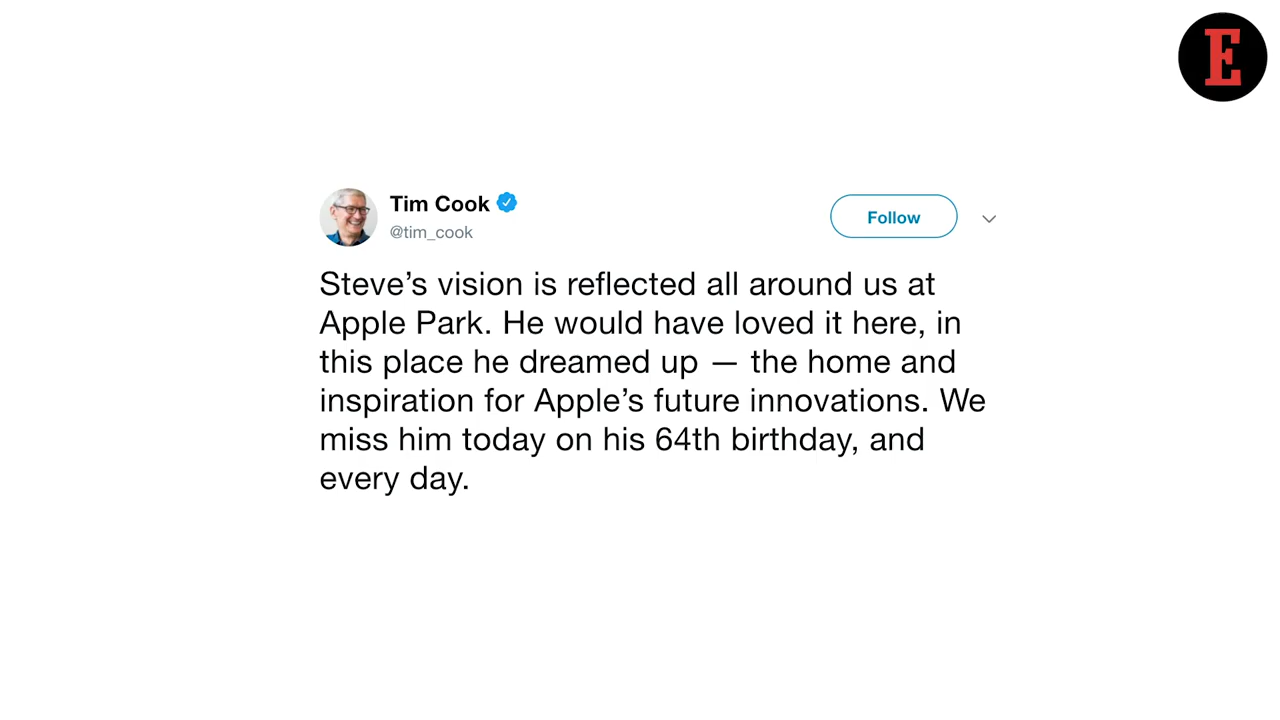 E
Tim Cook
@tim_cook
Follow
Steve’s vision is reflected all around us at
Apple Park. He would have loved it here, in
this place he dreamed up — the home and
inspiration for Apple’s future innovations. We
miss him today on his 64th birthday, and
every day.